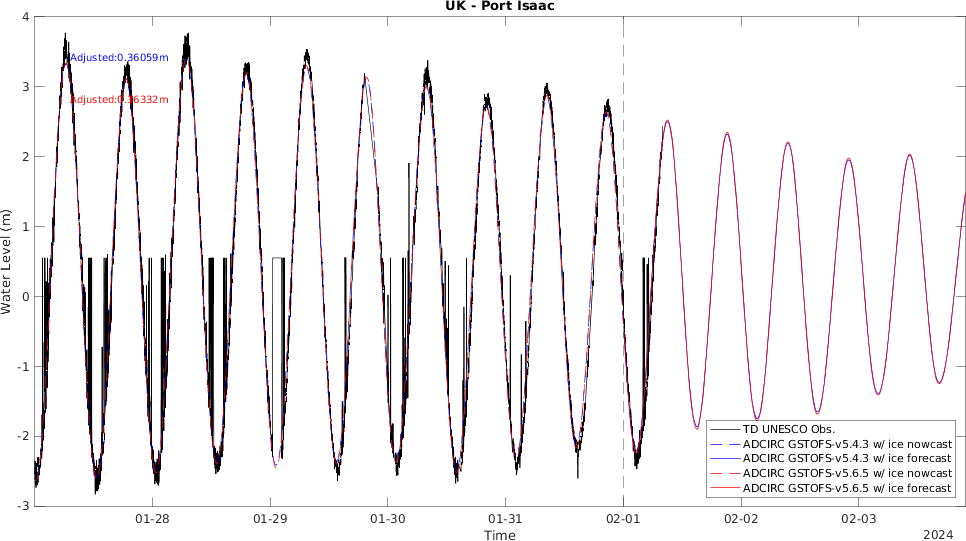 UK - Port Isaac
4
3
2
1
0
-1
-2
-3
Water Level (m)
Adjusted:0.36059m
Adjusted:0.36332m
01-28
01-29
01-30
01-31
02-01
02-02
02-03
Time
2024
TD UNESCO Obs.
ADCIRC GSTOFS-v5.4.3 w/ ice nowcast
ADCIRC GSTOFS-v5.4.3 w/ ice forecast
ADCIRC GSTOFS-v5.6.5 w/ ice nowcast
ADCIRC GSTOFS-v5.6.5 w/ ice forecast